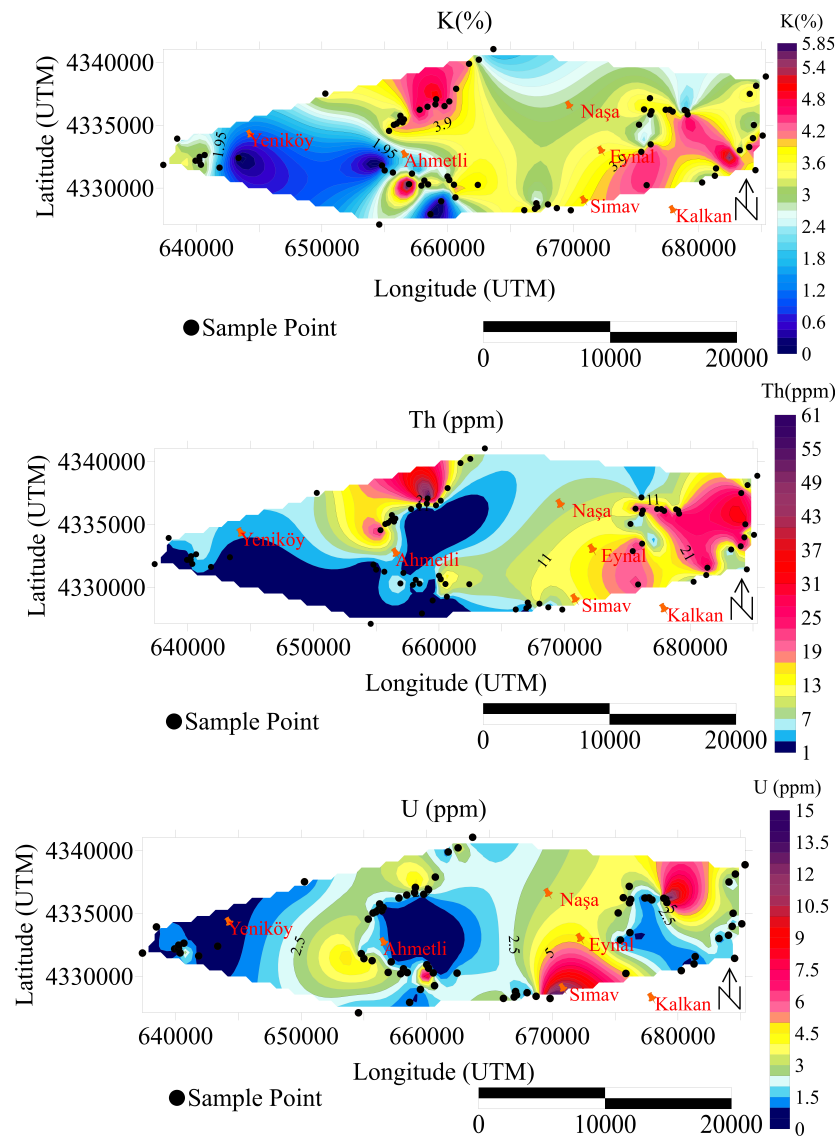 K(%)
K(%)
4340000
4335000
4330000
Latitude (UTM)
1.95
Yeniköy
1.95
Ahmetli
3.9
Naşa
Eynal
Simav
Kalkan
N
640000 650000 660000 670000 680000
Longitude (UTM)
Sample Point
0 10000 20000
5.85
5.4
4.8
4.2
3.6
3
2.4
1.8
1.2
0.6
0
Th (ppm)
Th(ppm)
4340000
4335000
4330000
Latitude (UTM)
Yeniköy
Ahmetli
11
Naşa
11
Eynal
21
Simav
Kalkan
N
640000 650000 660000 670000 680000
Longitude (UTM)
Sample Point
0 10000 20000
61
55
49
43
37
31
25
19
13
7
1
U (ppm)
U (ppm)
4340000
4335000
4330000
Latitude (UTM)
Yeniköy
2.5
Ahmetli
2.5
Naşa
5
Eynal
2.5
Simav
Kalkan
N
640000 650000 660000 670000 680000
Longitude (UTM)
Sample Point
0 10000 20000
15
13.5
12
10.5
9
7.5
6
4.5
3
1.5
0